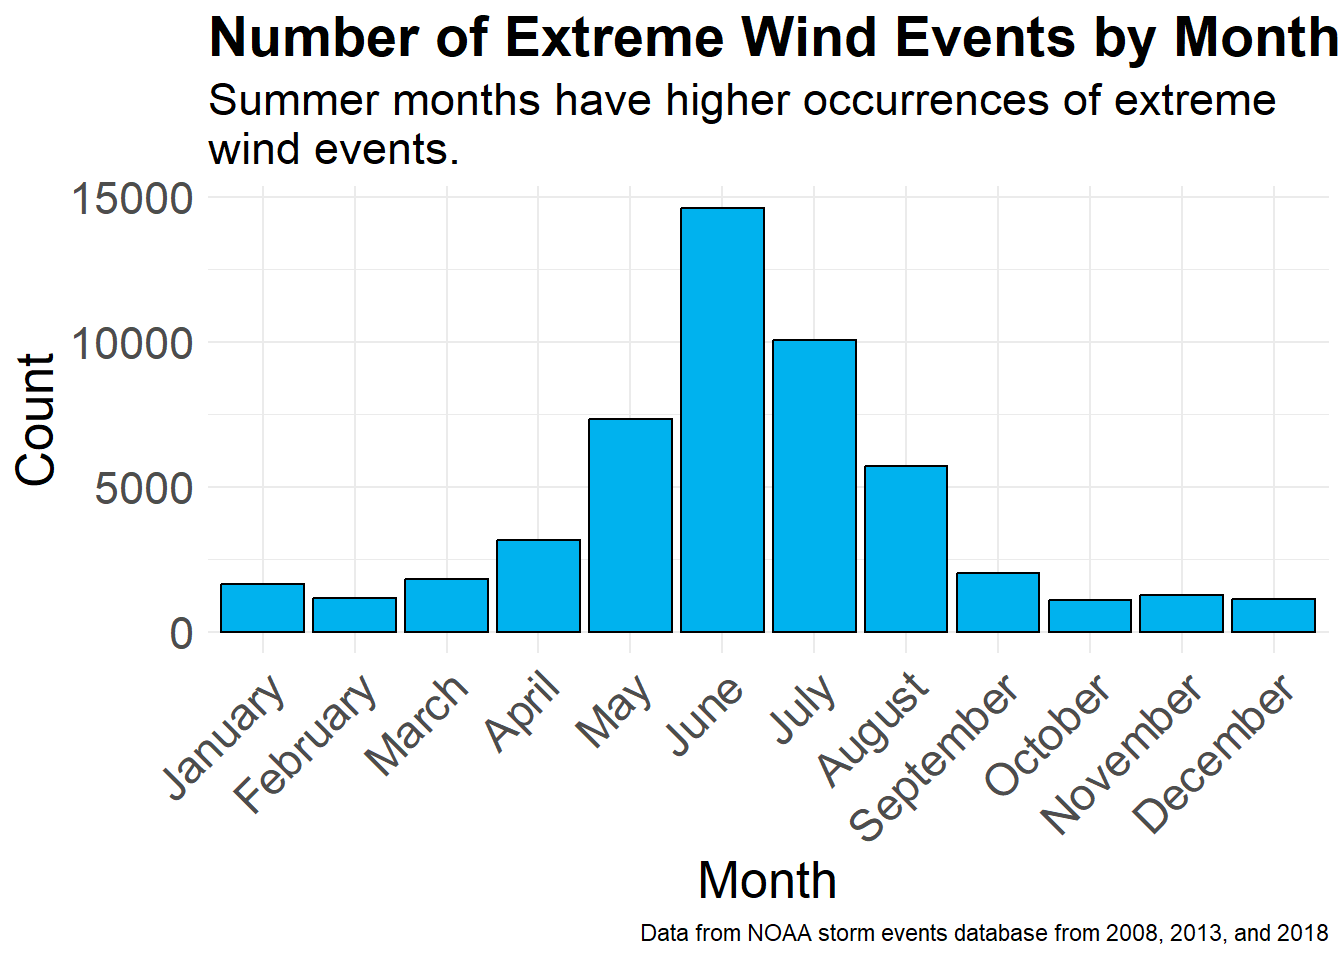 Number of Extreme Wind Events by Month
Summer months have higher occurrences of extreme
wind events.
15000
10000
5000
0
Count
January
February
March
April
May
June
July
August
September
October
November
December
Month
Data from NOAA storm events database from 2008, 2013, and 2018